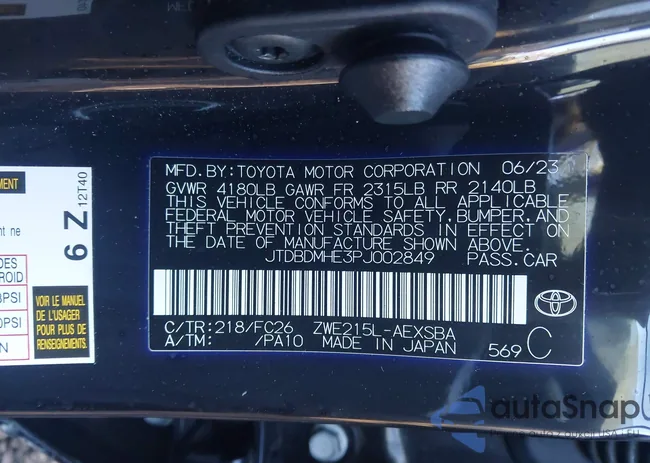 MFD.BY:TOYOTA MOTOR CORPORATION 06/23
GVWR 4180LB GAWR FR 2315LB RR 2140LB
THIS VEHICLE CONFORMS TO ALL APPLICABLE
FEDERAL MOTOR VEHICLE SAFETY, BUMPER, AND
THEFT PREVENTION STANDARDS IN EFFECT ON
THE DATE OF MANUFACTURE SHOWN ABOVE.
JTDBDMHE3PJ002849 PASS.CAR
C/TR:218/FC26 ZWE215L-AEXSBA
A/TM: /PA10 MADE IN JAPAN 569 C
6 Z
12T40
nt ne
VOIR LE MANUEL
DE L'USAGER
POUR PLUS DE
RENSEIGNEMENTS.
autoSnap